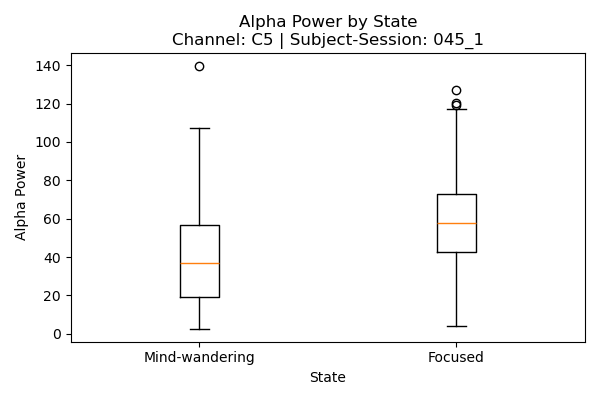 Alpha Power by State
Channel: C5 | Subject-Session: 045_1
140
120
100
80
60
40
20
0
Alpha Power
Mind-wandering
Focused
State